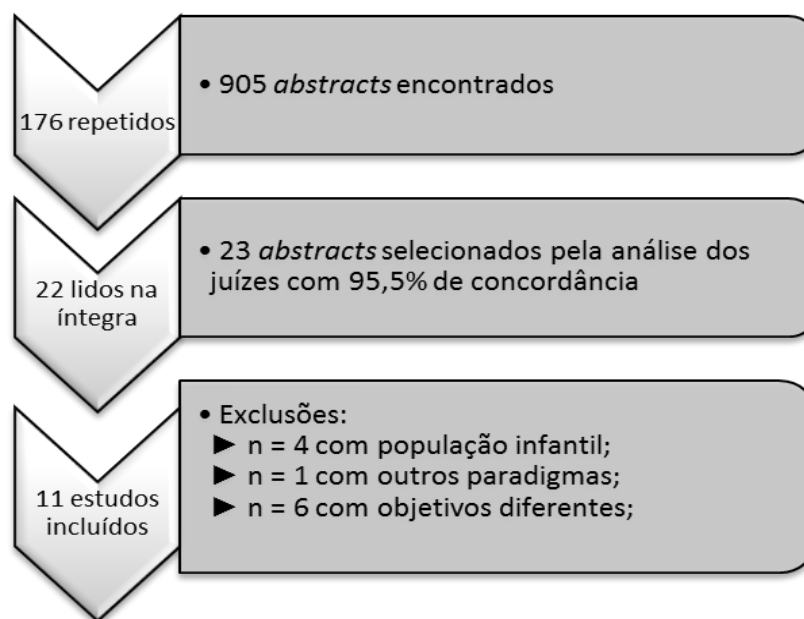 176 repetidos
• 905 abstracts encontrados
22 lidos na
íntegra
• 23 abstracts selecionados pela análise dos
juízes com 95,5% de concordância
11 estudos
incluídos
• Exclusões:
► n = 4 com população infantil;
► n = 1 com outros paradigmas;
► n = 6 com objetivos diferentes;